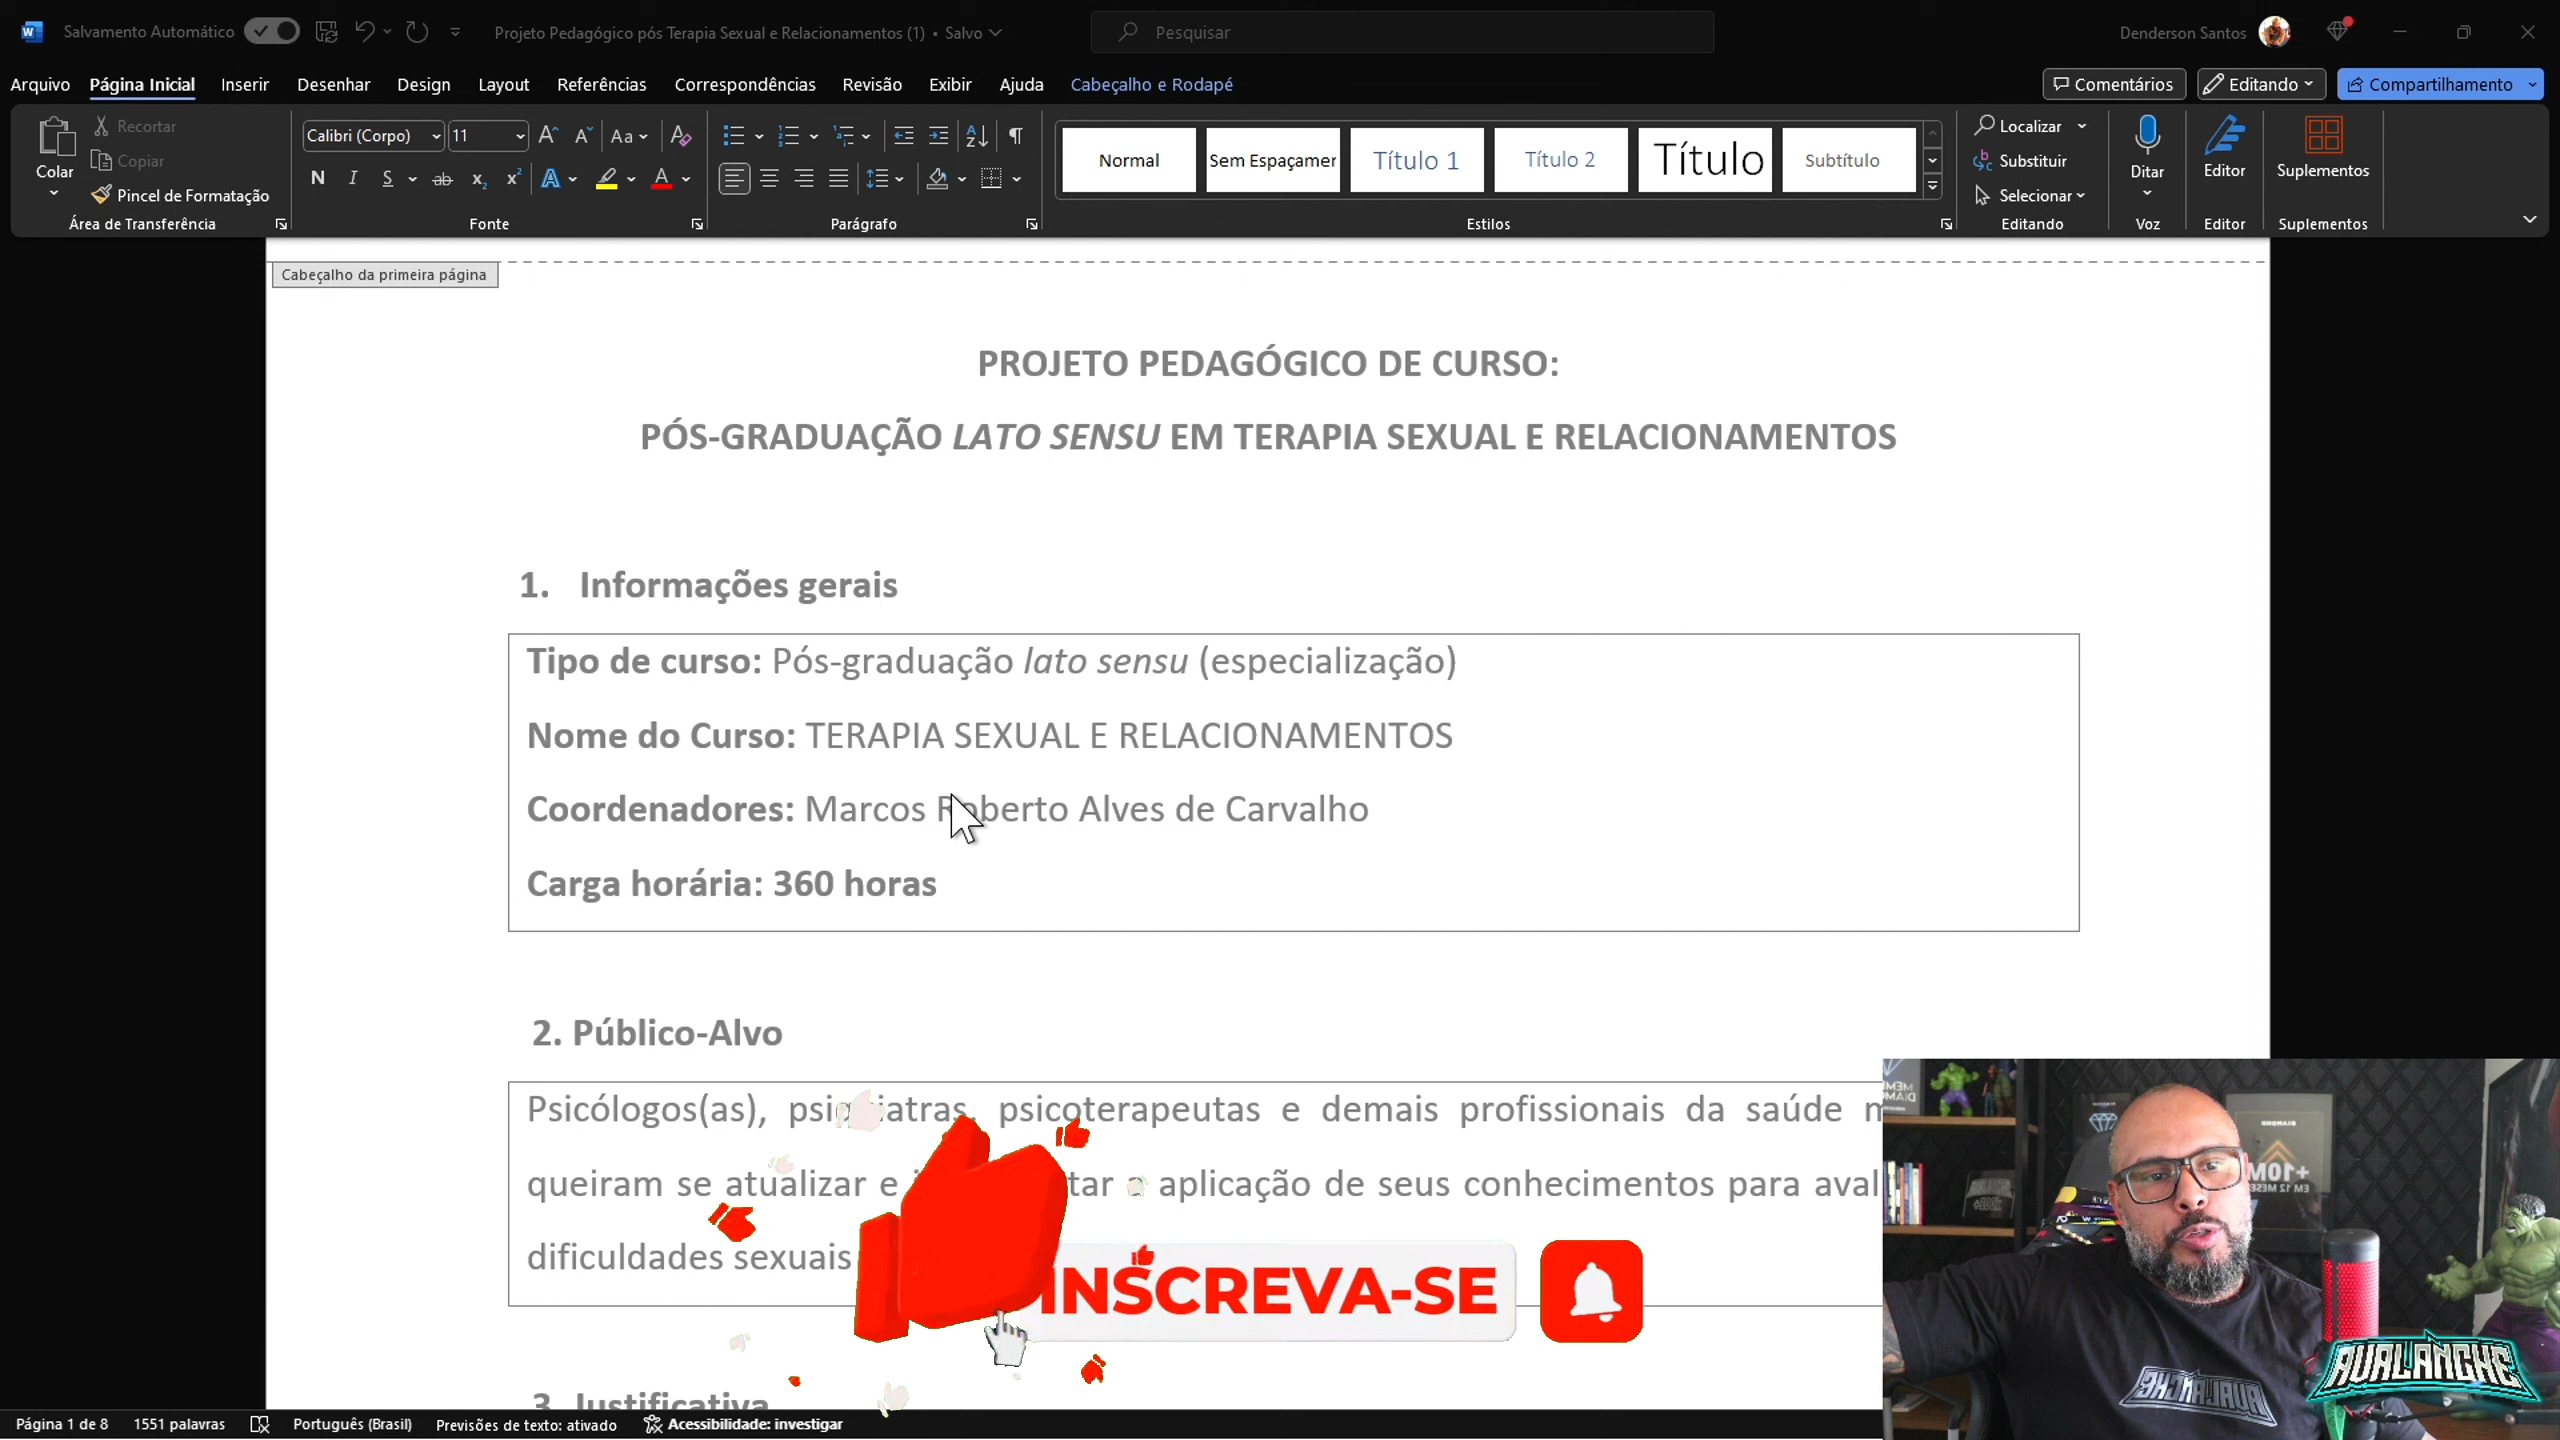 Salvamento Automático
Projeto Pedagógico pós Terapia Sexual e Relacionamentos (1) • Salvo
Pesquisar
Denderson Santos
Arquivo
Página Inicial
Inserir
Desenhar
Design
Layout
Referências
Correspondências
Revisão
Exibir
Ajuda
Cabeçalho e Rodapé
Comentários
Editando
Compartilhamento
Colar
Recortar
Copiar
Pincel de Formatação
Área de Transferência
Calibri (Corpo)
11
Fonte
Parágrafo
Normal
Sem Espaçamer
Título 1
Título 2
Título
Subtítulo
Estilos
Localizar
Substituir
Selecionar
Editando
Ditar
Voz
Editor
Editor
Suplementos
Suplementos
Cabeçalho da primeira página
PROJETO PEDAGÓGICO DE CURSO:
PÓS-GRADUAÇÃO LATO SENSU EM TERAPIA SEXUAL E RELACIONAMENTOS
1. Informações gerais
Tipo de curso: Pós-graduação lato sensu (especialização)
Nome do Curso: TERAPIA SEXUAL E RELACIONAMENTOS
Coordenadores: Marcos Roberto Alves de Carvalho
Carga horária: 360 horas
2. Público-Alvo
Psicólogos(as), psiquiatras, psicoterapeutas e demais profissionais da saúde m
queiram se atualizar e tar a aplicação de seus conhecimentos para aval
dificuldades sexuais
INSCREVA-SE
3. Justificativa
AVALANCHE
AVALANCHE
Página 1 de 8
1551 palavras
Português (Brasil)
Previsões de texto: ativado
Acessibilidade: investigar